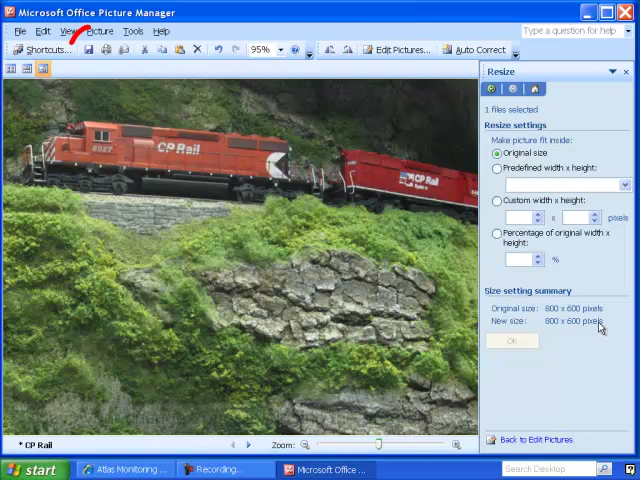 Microsoft Office Picture Manager
File Edit View Picture Tools Help
Type a question for help
Shortcuts... 95% Edit Pictures... Auto Correct
Resize
1 files selected
Resize settings
Make picture fit inside:
Original size
Predefined width x height:
Custom width x height:
x pixels
Percentage of original width x
height:
%
Size setting summary
Original size: 800 x 600 pixels
New size: 800 x 600 pixels
OK
Back to Edit Pictures
6027 CP Rail
CP Rail
* CP Rail
Zoom:
start Atlas Monitoring ... Recording... Microsoft Office ... Search Desktop